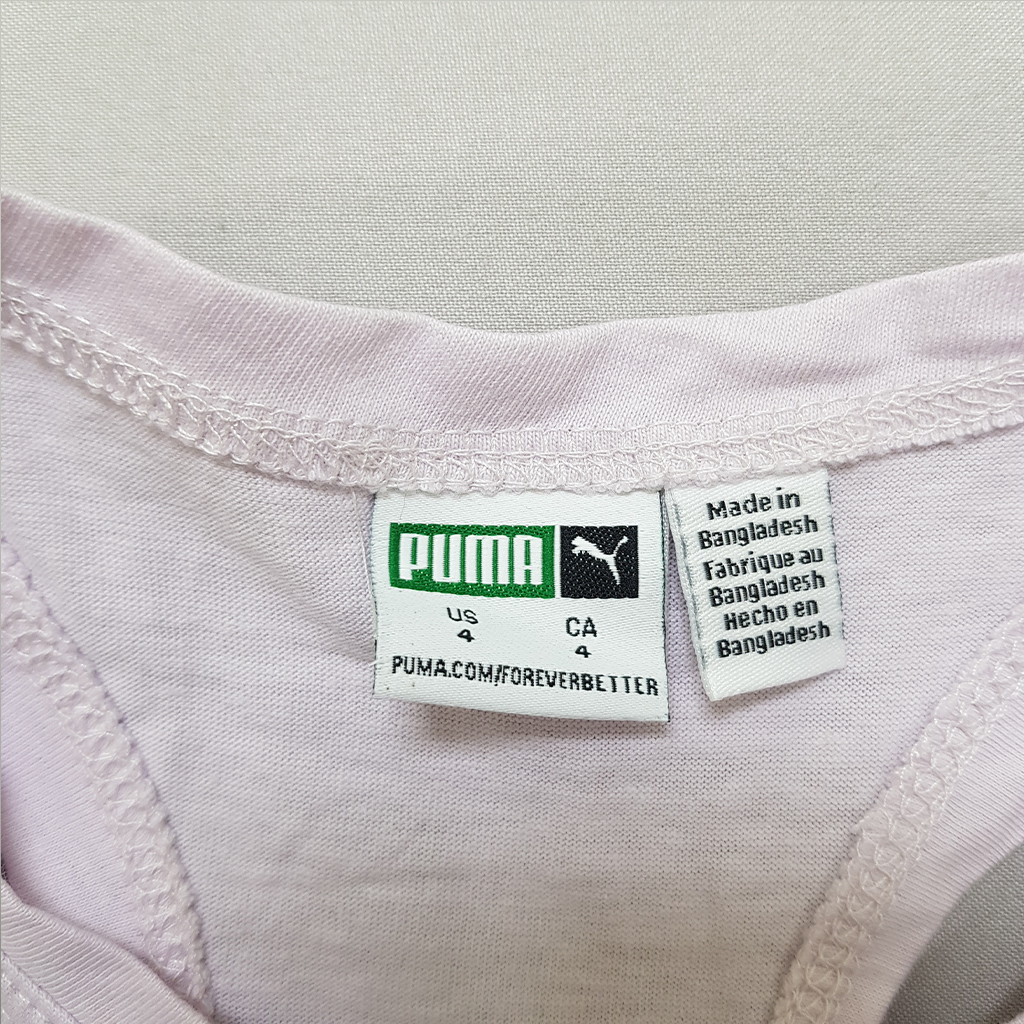 PUMA
US CA
4 4
PUMA.COM/FOREVERBETTER
Made in
Bangladesh
Fabrique au
Bangladesh
Hecho en
Bangladesh